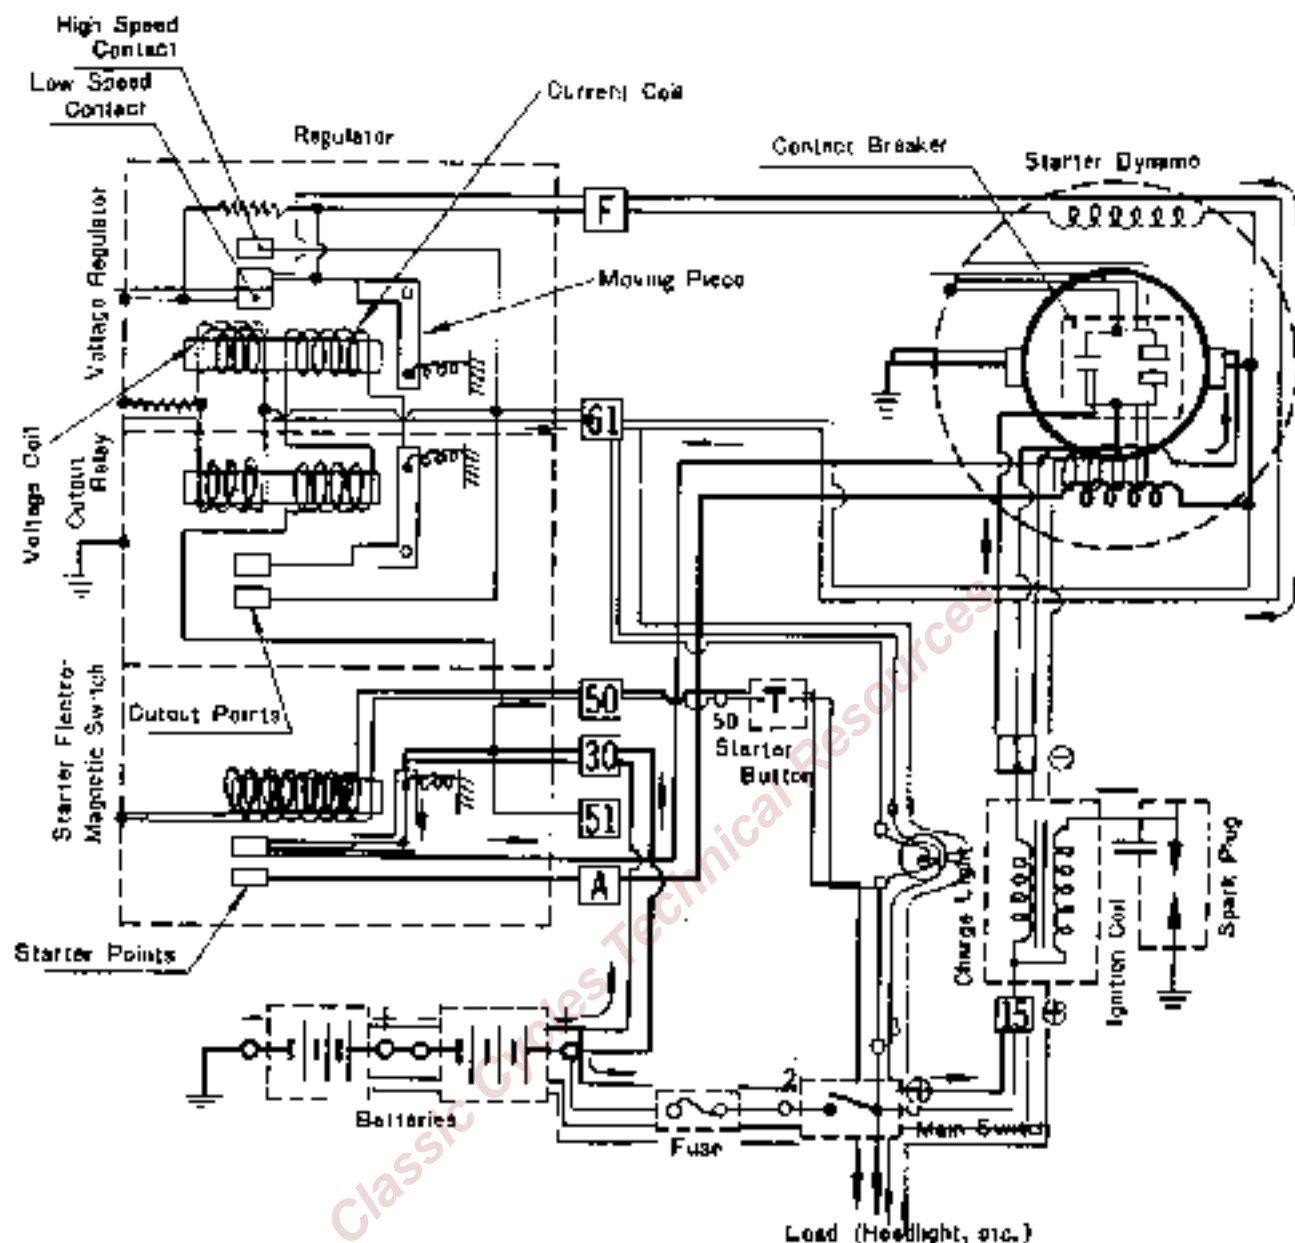 High Speed
Contact
Low Speed
Contact
Current Coil
Regulator
Contact Breaker
Starter Dynamo
F
Voltage Regulator
Moving Piece
61
Voltage Coil
Cutout
Relay
Starter Electro-
Magnetic Switch
Cutout Points
50
50
T
Starter
Button
30
51
A
Starter Points
Charge Light
Ignition Coil
Spark Plug
15
−
+
−
+
+
Batteries
Fuse
2
1
Main Switch
Load (Headlight, etc.)
Classic Cycles Technical Resources